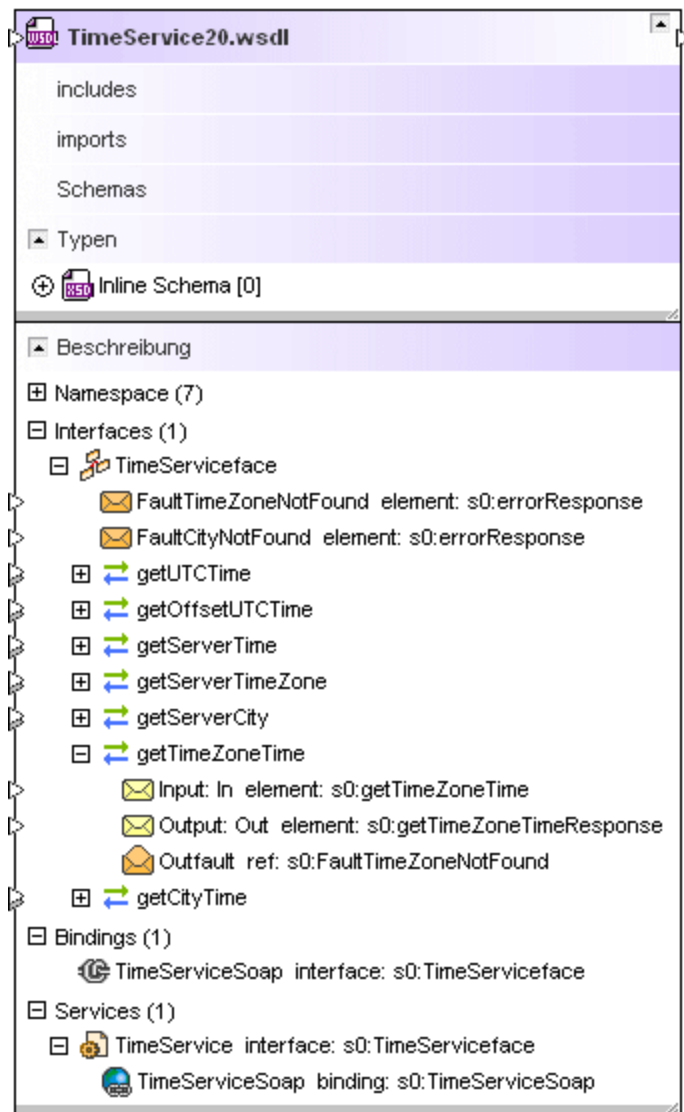 TimeService20.wsdl
includes
imports
Schemas
Typen
Inline Schema [0]
Beschreibung
Namespace (7)
Interfaces (1)
TimeServiceface
FaultTimeZoneNotFound element: s0:errorResponse
FaultCityNotFound element: s0:errorResponse
getUTCTime
getOffsetUTCTime
getServerTime
getServerTimeZone
getServerCity
getTimeZoneTime
Input: In element: s0:getTimeZoneTime
Output: Out element: s0:getTimeZoneTimeResponse
Outfault ref: s0:FaultTimeZoneNotFound
getCityTime
Bindings (1)
TimeServiceSoap interface: s0:TimeServiceface
Services (1)
TimeService interface: s0:TimeServiceface
TimeServiceSoap binding: s0:TimeServiceSoap